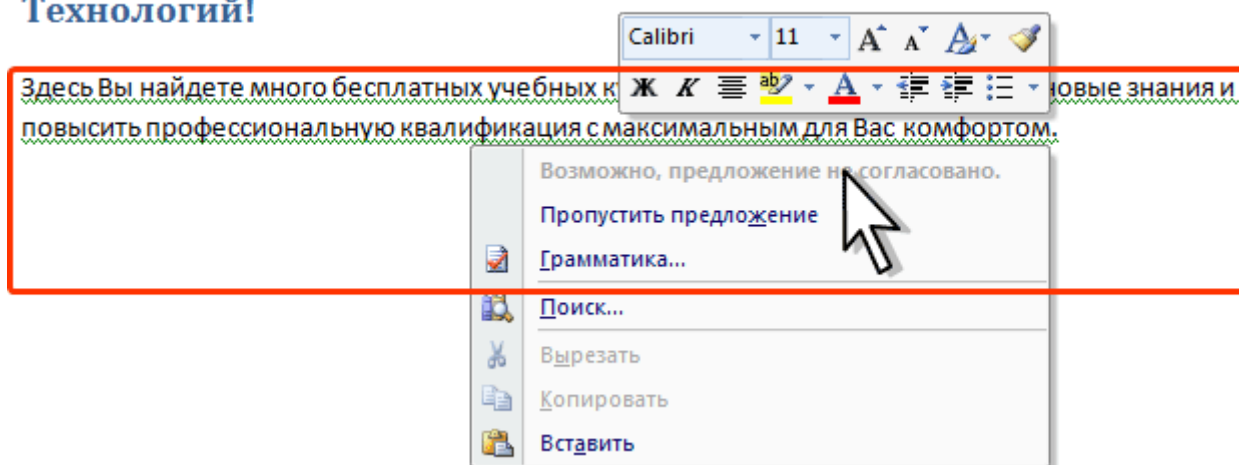 Технологий!
Calibri 11
Ж К
Здесь Вы найдете много бесплатных учебных новые знания и
повысить профессиональную квалификация с максимальным для Вас комфортом.
Возможно, предложение не согласовано.
Пропустить предложение
Грамматика...
Поиск...
Вырезать
Копировать
Вставить